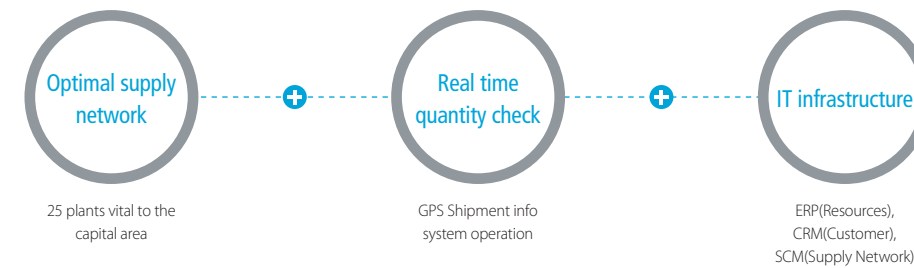 Optimal supply
network
Real time
quantity check
IT infrastructure
25 plants vital to the
capital area
GPS Shipment info
system operation
ERP(Resources),
CRM(Customer),
SCM(Supply Network)